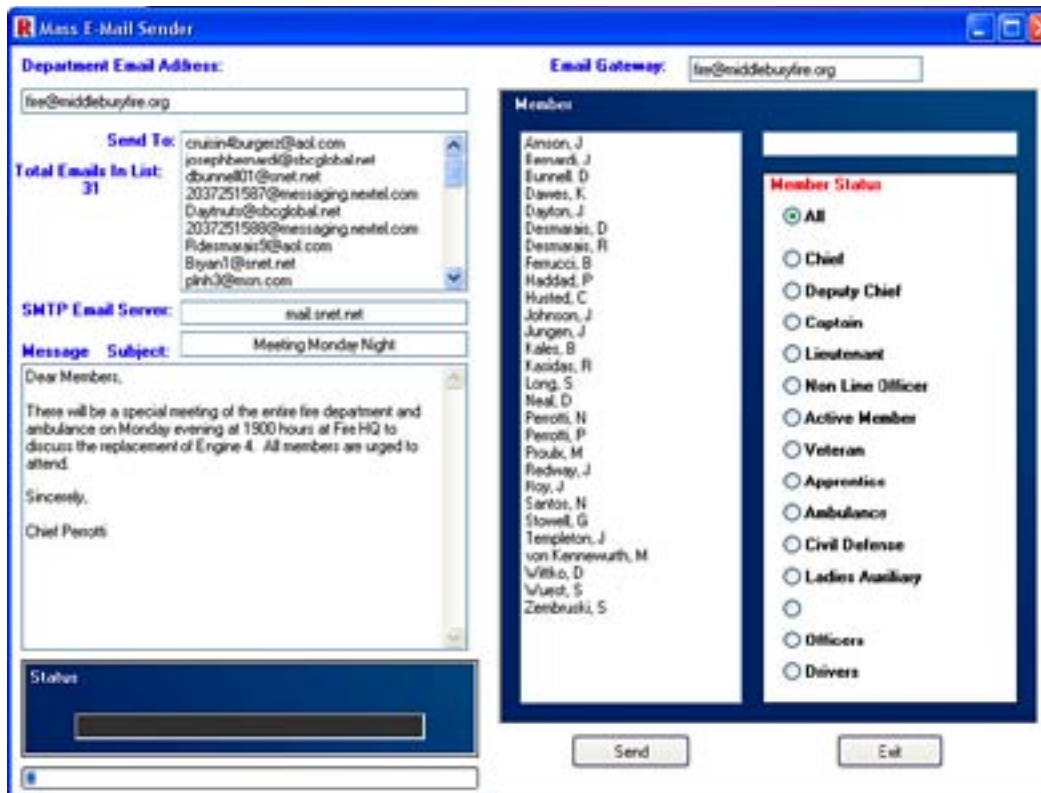 Mass E-Mail Sender
Department Email Address:
fire@middleburyfire.org
Email Gateway:
fire@middleburyfire.org
Send To:
Total Emails In List:
31
cruisin4burgerz@aol.com
josephbernardi@sbcglobal.net
dbunnell01@snet.net
2037251587@messaging.nextel.com
Daytnuts@sbcglobal.net
2037251588@messaging.nextel.com
Rdesmarais9@aol.com
Bryan1@snet.net
plnh3@msn.com
SMTP Email Server:
mail.snet.net
Message Subject:
Meeting Monday Night
Dear Members,
There will be a special meeting of the entire fire department and
ambulance on Monday evening at 1900 hours at Fire HQ to
discuss the replacement of Engine 4. All members are urged to
attend.
Sincerely,
Chief Perrotti
Status
Member
Amson, J
Bernardi, J
Bunnell, D
Dawes, K
Dayton, J
Desmarais, D
Desmarais, R
Ferrucci, B
Haddad, P
Husted, C
Johnson, J
Jungen, J
Kales, B
Kasidas, R
Long, S
Neal, D
Perrotti, N
Perrotti, P
Proulx, M
Redway, J
Roy, J
Santos, N
Stowell, G
Templeton, J
von Kennewurth, M
Wittko, D
Wuest, S
Zembruski, S
Member Status
All
Chief
Deputy Chief
Captain
Lieutenant
Non Line Officer
Active Member
Veteran
Apprentice
Ambulance
Civil Defense
Ladies Auxiliary
Officers
Drivers
Send
Exit